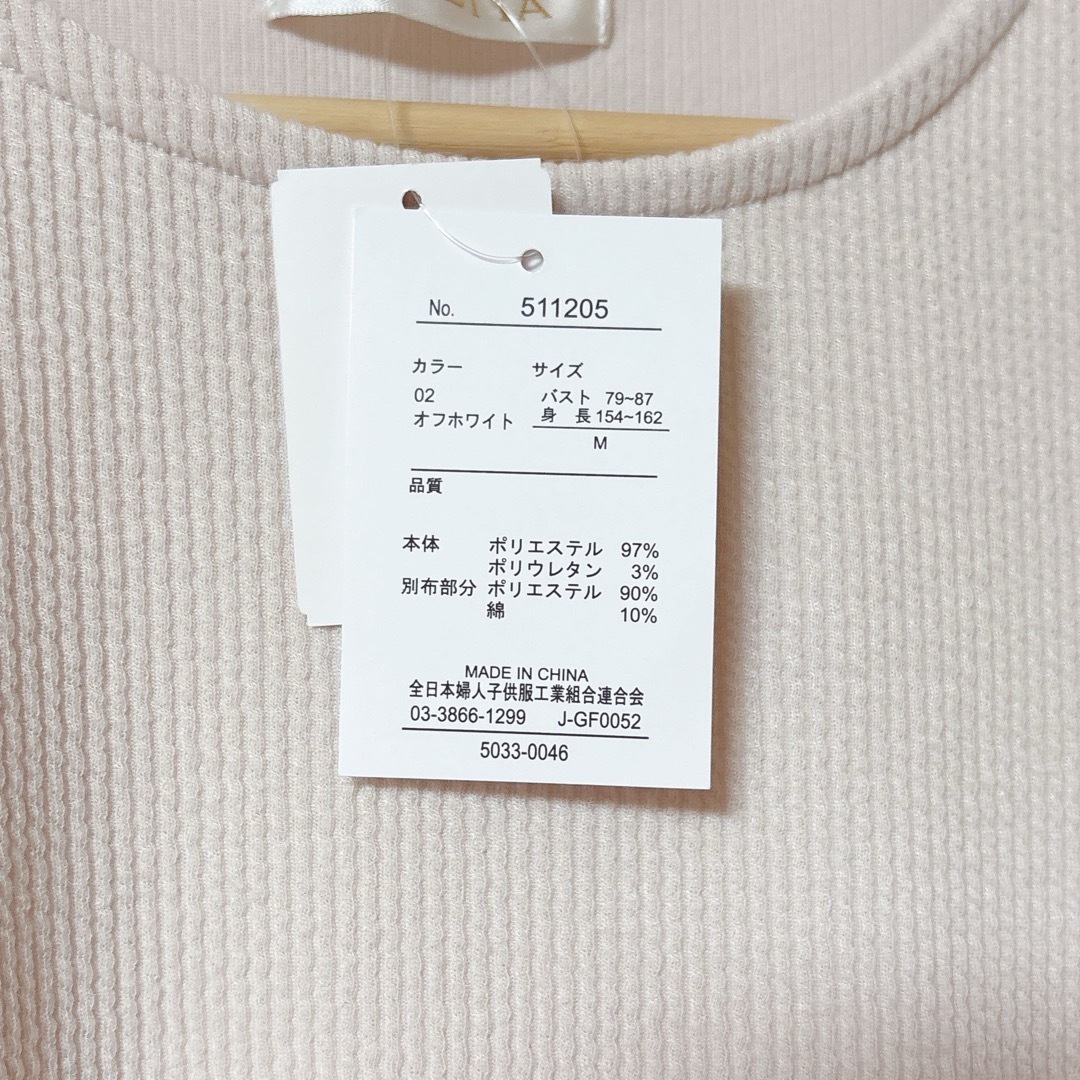 No. 511205
カラー サイズ
02 バスト 79~87
オフホワイト 身 長 154~162
M
品質
本体 ポリエステル 97%
ポリウレタン 3%
別布部分 ポリエステル 90%
綿 10%
MADE IN CHINA
全日本婦人子供服工業組合連合会
03-3866-1299 J-GF0052
5033-0046